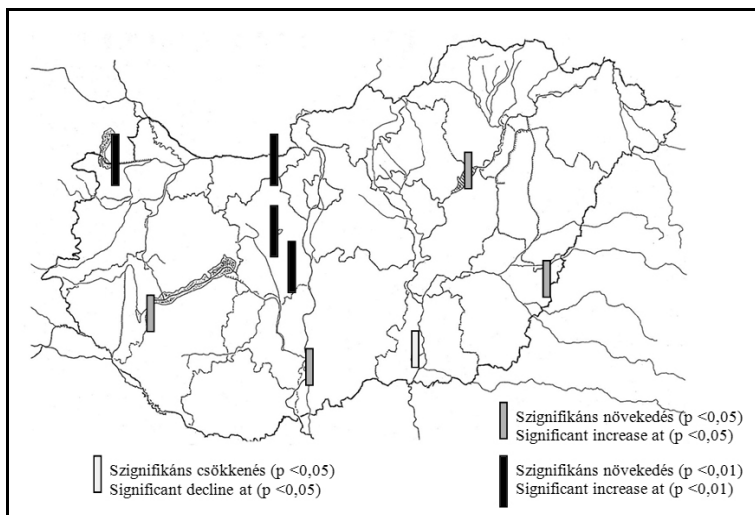 Szignifikáns növekedés (p <0,05)
Significant increase at (p <0,05)
Szignifikáns csökkenés (p <0,05)
Significant decline at (p <0,05)
Szignifikáns növekedés (p <0,01)
Significant increase at (p <0,01)